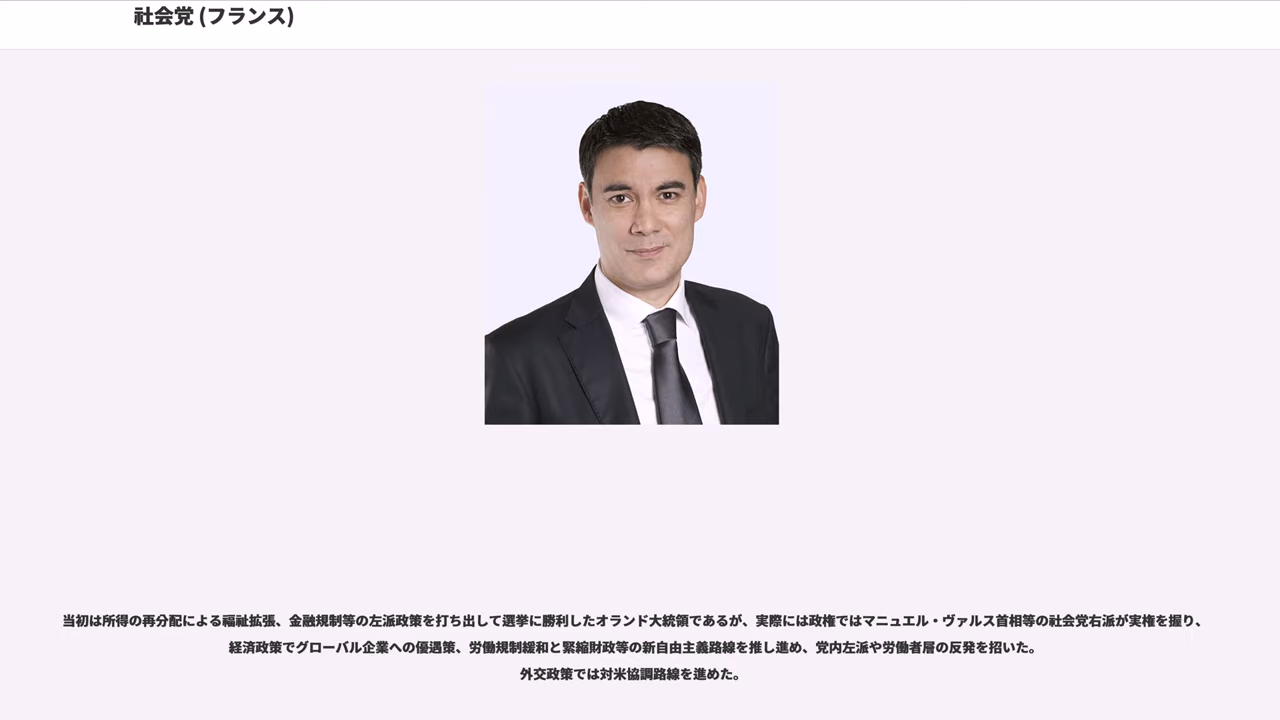 社会党 (フランス)
当初は所得の再分配による福祉拡張、金融規制等の左派政策を打ち出して選挙に勝利したオランド大統領であるが、実際には政権ではマニュエル・ヴァルス首相等の社会党右派が実権を握り、
経済政策でグローバル企業への優遇策、労働規制緩和と緊縮財政等の新自由主義路線を推し進め、党内左派や労働者層の反発を招いた。
外交政策では対米協調路線を進めた。